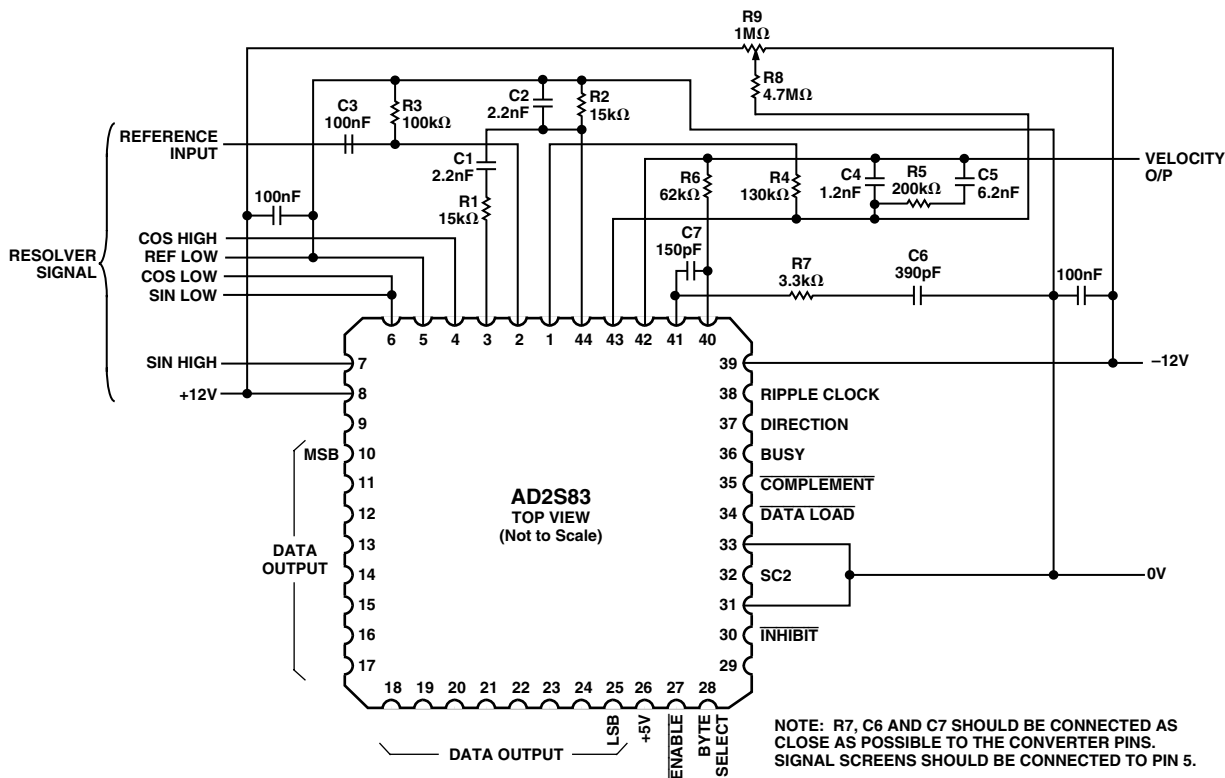 R9
1MΩ
R8
4.7MΩ
C3
100nF
R3
100kΩ
C2
2.2nF
R2
15kΩ
REFERENCE
INPUT
C1
2.2nF
R1
15kΩ
R6
62kΩ
R4
130kΩ
C4
1.2nF
R5
200kΩ
C5
6.2nF
VELOCITY
O/P
100nF
RESOLVER
SIGNAL
COS HIGH
REF LOW
COS LOW
SIN LOW
SIN HIGH
+12V
C7
150pF
R7
3.3kΩ
C6
390pF
100nF
6 5 4 3 2 1 44 43 42 41 40
7
8
9
MSB 10
11
12
13
14
15
16
17
DATA
OUTPUT
AD2S83
TOP VIEW
(Not to Scale)
39
–12V
38 RIPPLE CLOCK
37 DIRECTION
36 BUSY
35 COMPLEMENT
34 DATA LOAD
33
32 SC2
31
0V
30 INHIBIT
29
18 19 20 21 22 23 24 25 26 27 28
LSB
+5V
ENABLE
BYTE
SELECT
DATA OUTPUT
NOTE: R7, C6 AND C7 SHOULD BE CONNECTED AS
CLOSE AS POSSIBLE TO THE CONVERTER PINS.
SIGNAL SCREENS SHOULD BE CONNECTED TO PIN 5.